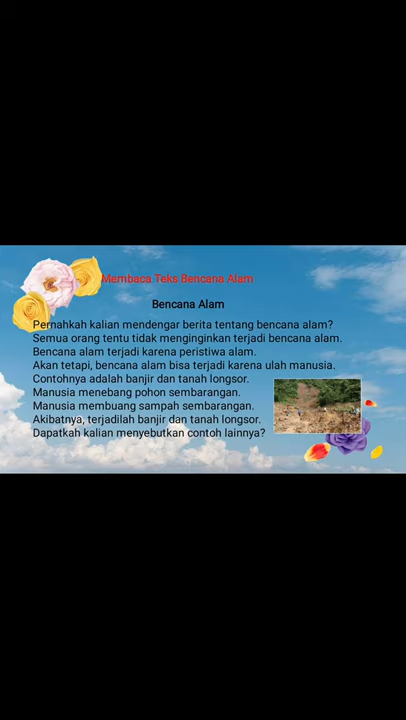 Membaca Teks Bencana Alam
Bencana Alam
Pernahkah kalian mendengar berita tentang bencana alam?
Semua orang tentu tidak menginginkan terjadi bencana alam.
Bencana alam terjadi karena peristiwa alam.
Akan tetapi, bencana alam bisa terjadi karena ulah manusia.
Contohnya adalah banjir dan tanah longsor.
Manusia menebang pohon sembarangan.
Manusia membuang sampah sembarangan.
Akibatnya, terjadilah banjir dan tanah longsor.
Dapatkah kalian menyebutkan contoh lainnya?